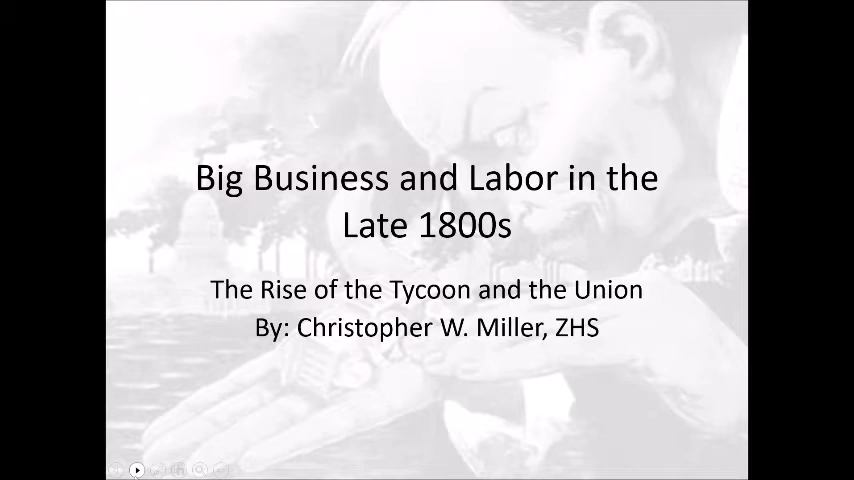 Big Business and Labor in the
Late 1800s
The Rise of the Tycoon and the Union
By: Christopher W. Miller, ZHS